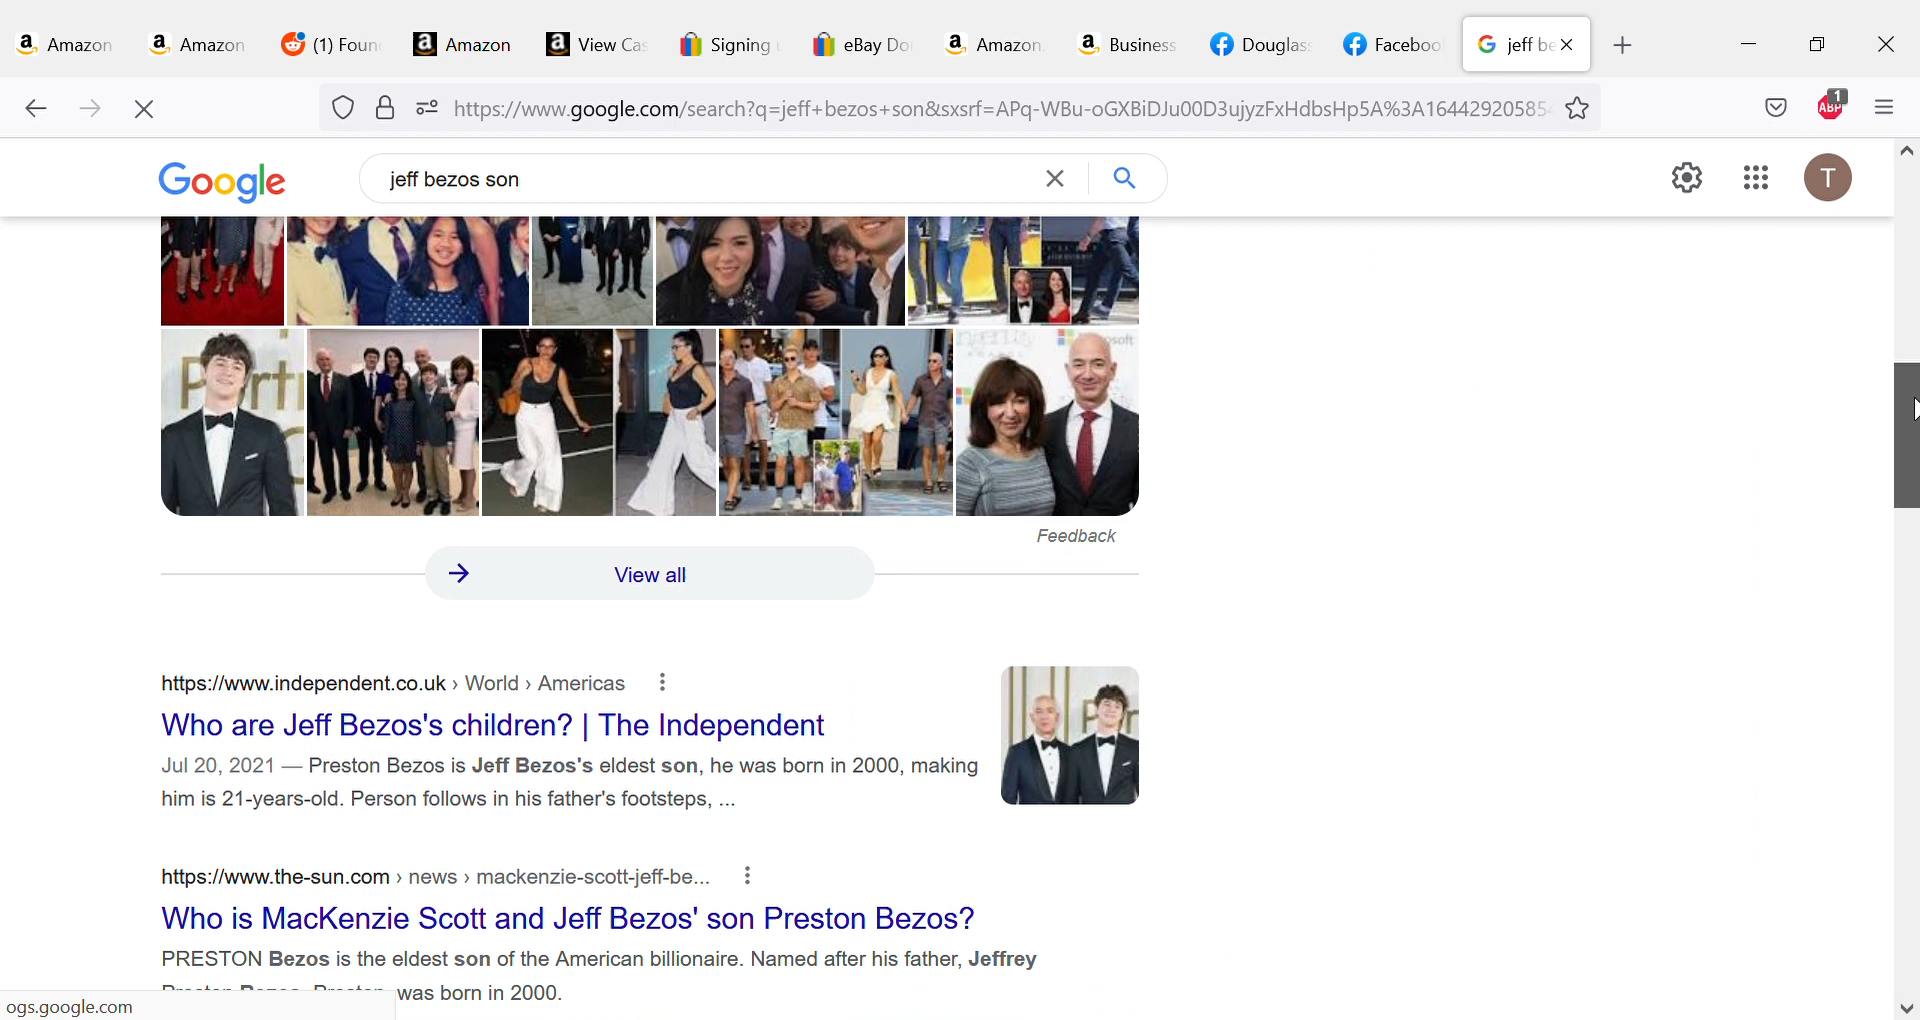 Amazon
Amazon
(1) Foun
Amazon
View Cas
Signing
eBay Do
Amazon.
Business
Douglas
Faceboo
jeff be
https://www.google.com/search?q=jeff+bezos+son&sxsrf=APq-WBu-oGXBiDJu00D3ujyzFxHdbsHp5A%3A164429205854
ABP
1
Google
jeff bezos son
T
Feedback
View all
https://www.independent.co.uk › World › Americas
Who are Jeff Bezos's children? | The Independent
Jul 20, 2021 — Preston Bezos is Jeff Bezos's eldest son, he was born in 2000, making
him is 21-years-old. Person follows in his father's footsteps, ...
https://www.the-sun.com › news › mackenzie-scott-jeff-be...
Who is MacKenzie Scott and Jeff Bezos' son Preston Bezos?
PRESTON Bezos is the eldest son of the American billionaire. Named after his father, Jeffrey
Preston Bezos, Preston was born in 2000.
ogs.google.com